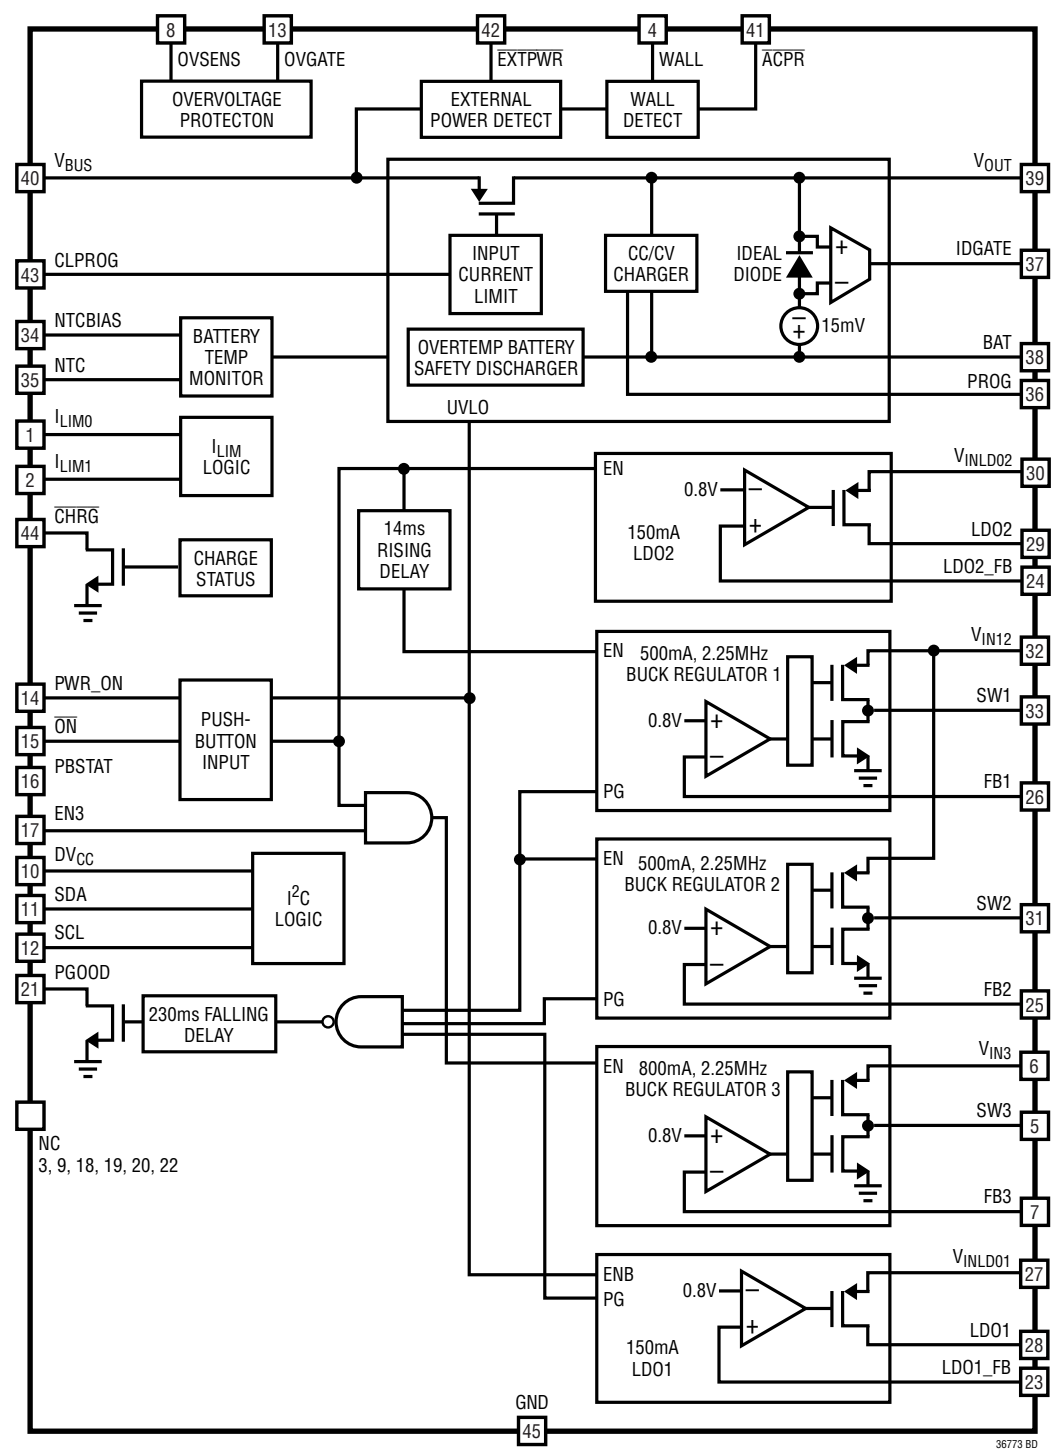 8
13
42
4
41
OVSENS
OVGATE
EXTPWR
WALL
ACPR
OVERVOLTAGE
PROTECTON
EXTERNAL
POWER DETECT
WALL
DETECT
VBUS
40
VOUT
39
CLPROG
43
INPUT
CURRENT
LIMIT
CC/CV
CHARGER
IDEAL
DIODE
+
–
IDGATE
37
–
+
15mV
NTCBIAS
34
NTC
35
BATTERY
TEMP
MONITOR
OVERTEMP BATTERY
SAFETY DISCHARGER
BAT
38
PROG
36
UVLO
ILIM0
1
ILIM1
2
ILIM
LOGIC
EN
0.8V
–
+
150mA
LDO2
VINLD02
30
LDO2
29
LDO2_FB
24
CHRG
44
CHARGE
STATUS
14ms
RISING
DELAY
EN
500mA, 2.25MHz
BUCK REGULATOR 1
0.8V
+
–
PG
VIN12
32
SW1
33
FB1
26
PWR_ON
14
ON
15
PBSTAT
16
PUSH-
BUTTON
INPUT
EN3
17
DVCC
10
SDA
11
SCL
12
I2C
LOGIC
EN
500mA, 2.25MHz
BUCK REGULATOR 2
0.8V
+
–
PG
SW2
31
FB2
25
PGOOD
21
230ms FALLING
DELAY
EN
800mA, 2.25MHz
BUCK REGULATOR 3
0.8V
+
–
VIN3
6
SW3
5
FB3
7
NC
3, 9, 18, 19, 20, 22
ENB
PG
0.8V
–
+
150mA
LDO1
VINLD01
27
LDO1
28
LDO1_FB
23
GND
45
36773 BD